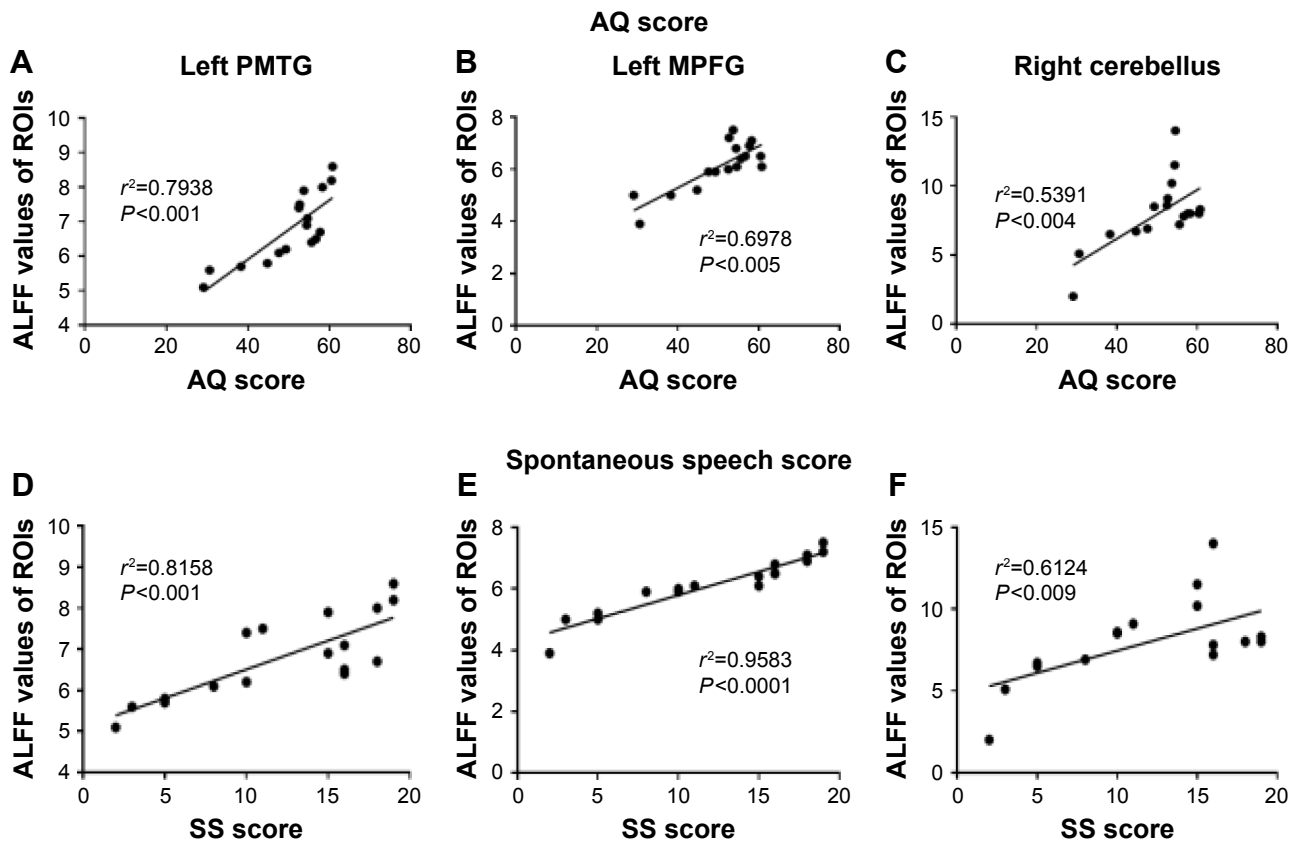 AQ score
A
Left PMTG
ALFF values of ROIs
10
9
8
7
6
5
4
r²=0.7938
P<0.001
0 20 40 60 80
AQ score
B
Left MPFG
ALFF values of ROIs
8
6
4
2
0
r²=0.6978
P<0.005
0 20 40 60 80
AQ score
C
Right cerebellus
ALFF values of ROIs
15
10
5
0
r²=0.5391
P<0.004
0 20 40 60 80
AQ score
Spontaneous speech score
D
ALFF values of ROIs
10
9
8
7
6
5
4
r²=0.8158
P<0.001
0 5 10 15 20
SS score
E
ALFF values of ROIs
8
6
4
2
0
r²=0.9583
P<0.0001
0 5 10 15 20
SS score
F
ALFF values of ROIs
15
10
5
0
r²=0.6124
P<0.009
0 5 10 15 20
SS score